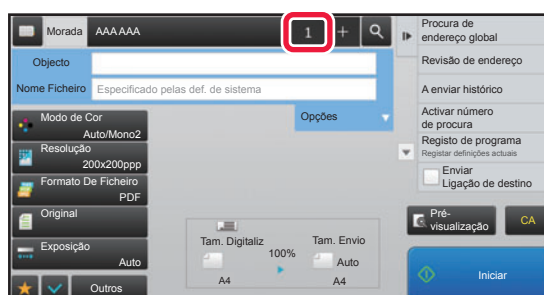 Morada AAA AAA 1 +
Objecto
Nome Ficheiro Especificado pelas def. de sistema
Opções
Modo de Cor
Auto/Mono2
Resolução
200x200ppp
Formato De Ficheiro
PDF
Original
Exposição
Auto
Outros
Tam. Digitaliz
100%
Tam. Envio
Auto
A4
A4
Procura de
endereço global
Revisão de endereço
A enviar histórico
Activar número
de procura
Registo de programa
Registar definições actuais
Enviar
Ligação de destino
Pré-
visualização
CA
Iniciar